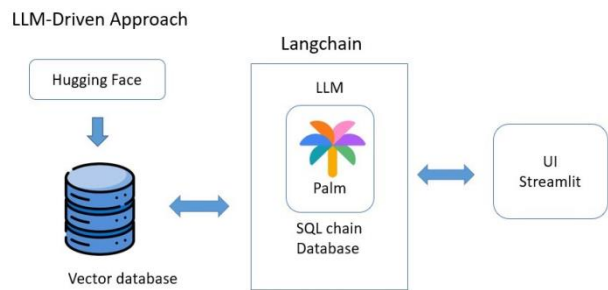 LLM-Driven Approach
Hugging Face
Vector database
Langchain
LLM
Palm
SQL chain
Database
UI
Streamlit